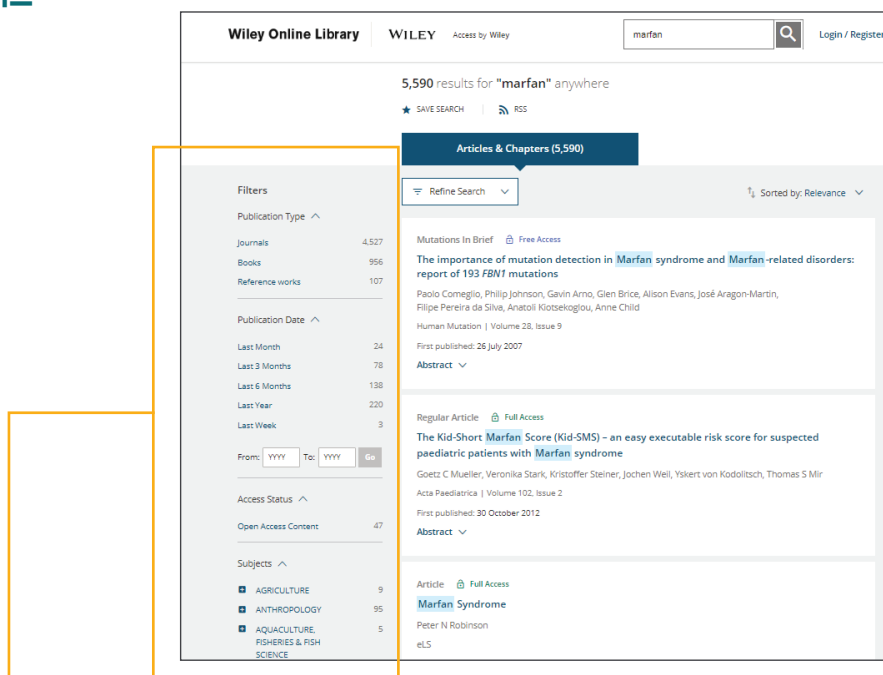 Wiley Online Library WILEY Access by Wiley marfan Login / Register
5,590 results for "marfan" anywhere
SAVE SEARCH RSS
Articles & Chapters (5,590)
Filters
Publication Type
Journals 4,527
Books 956
Reference works 107
Publication Date
Last Month 24
Last 3 Months 78
Last 6 Months 138
Last Year 220
Last Week 3
From: YYYY To: YYYY Go
Access Status
Open Access Content 47
Subjects
AGRICULTURE 9
ANTHROPOLOGY 95
AQUACULTURE, 5
FISHERIES & FISH
SCIENCE
Refine Search
Sorted by: Relevance
Mutations In Brief Free Access
The importance of mutation detection in Marfan syndrome and Marfan-related disorders:
report of 193 FBN1 mutations
Paolo Comeglio, Philip Johnson, Gavin Arno, Glen Brice, Alison Evans, José Aragon-Martin,
Filipe Pereira da Silva, Anatoli Kiotsekoglou, Anne Child
Human Mutation | Volume 28, Issue 9
First published: 26 July 2007
Abstract
Regular Article Full Access
The Kid-Short Marfan Score (Kid-SMS) – an easy executable risk score for suspected
paediatric patients with Marfan syndrome
Goetz C Mueller, Veronika Stark, Kristoffer Steiner, Jochen Weil, Yskert von Kodolitsch, Thomas S Mir
Acta Paediatrica | Volume 102, Issue 2
First published: 30 October 2012
Abstract
Article Full Access
Marfan Syndrome
Peter N Robinson
eLS